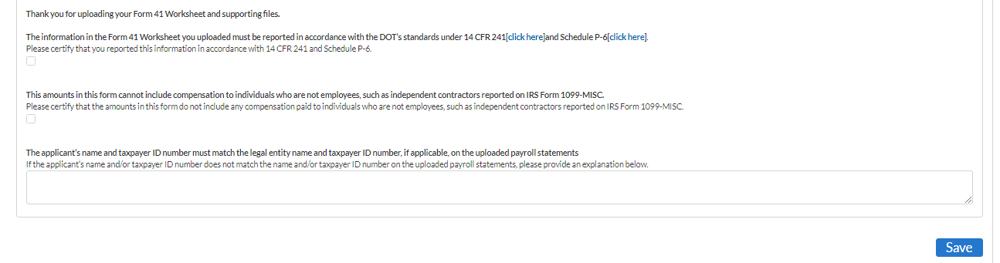 Thank you for uploading your Form 41 Worksheet and supporting files.
The information in the Form 41 Worksheet you uploaded must be reported in accordance with the DOT's standards under 14 CFR 241[click here]and Schedule P-6[click here].
Please certify that you reported this information in accordance with 14 CFR 241 and Schedule P-6.
This amounts in this form cannot include compensation to individuals who are not employees, such as independent contractors reported on IRS Form 1099-MISC.
Please certify that the amounts in this form do not include any compensation paid to individuals who are not employees, such as independent contractors reported on IRS Form 1099-MISC.
The applicant's name and taxpayer ID number must match the legal entity name and taxpayer ID number, if applicable, on the uploaded payroll statements
If the applicant's name and/or taxpayer ID number does not match the name and/or taxpayer ID number on the uploaded payroll statements, please provide an explanation below.
Save